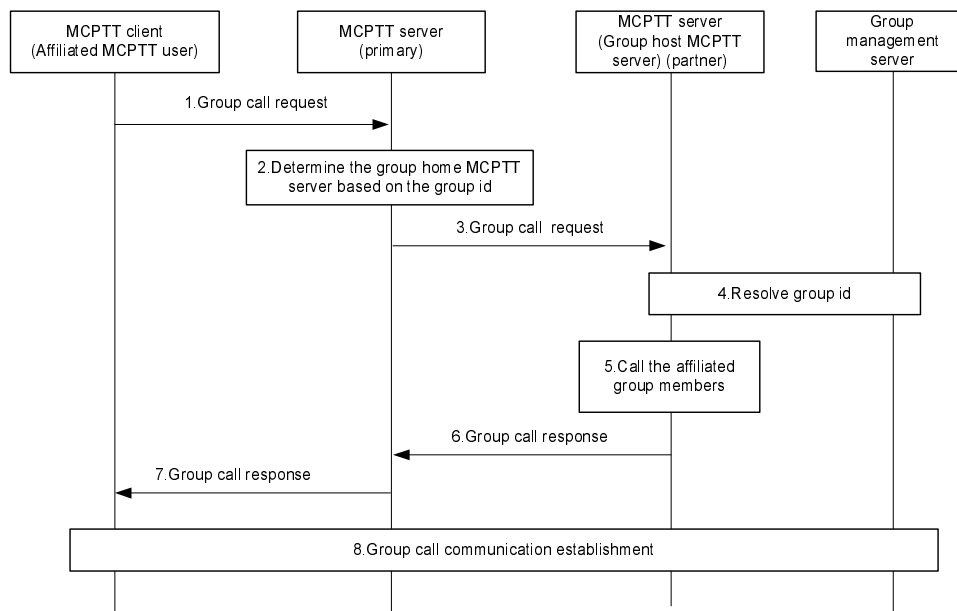 MCPTT client
(Affiliated MCPTT user)
MCPTT server
(primary)
MCPTT server
(Group host MCPTT
server) (partner)
Group
management
server
1.Group call request
2.Determine the group home MCPTT
server based on the group id
3.Group call request
4.Resolve group id
5.Call the affiliated
group members
6.Group call response
7.Group call response
8.Group call communication establishment